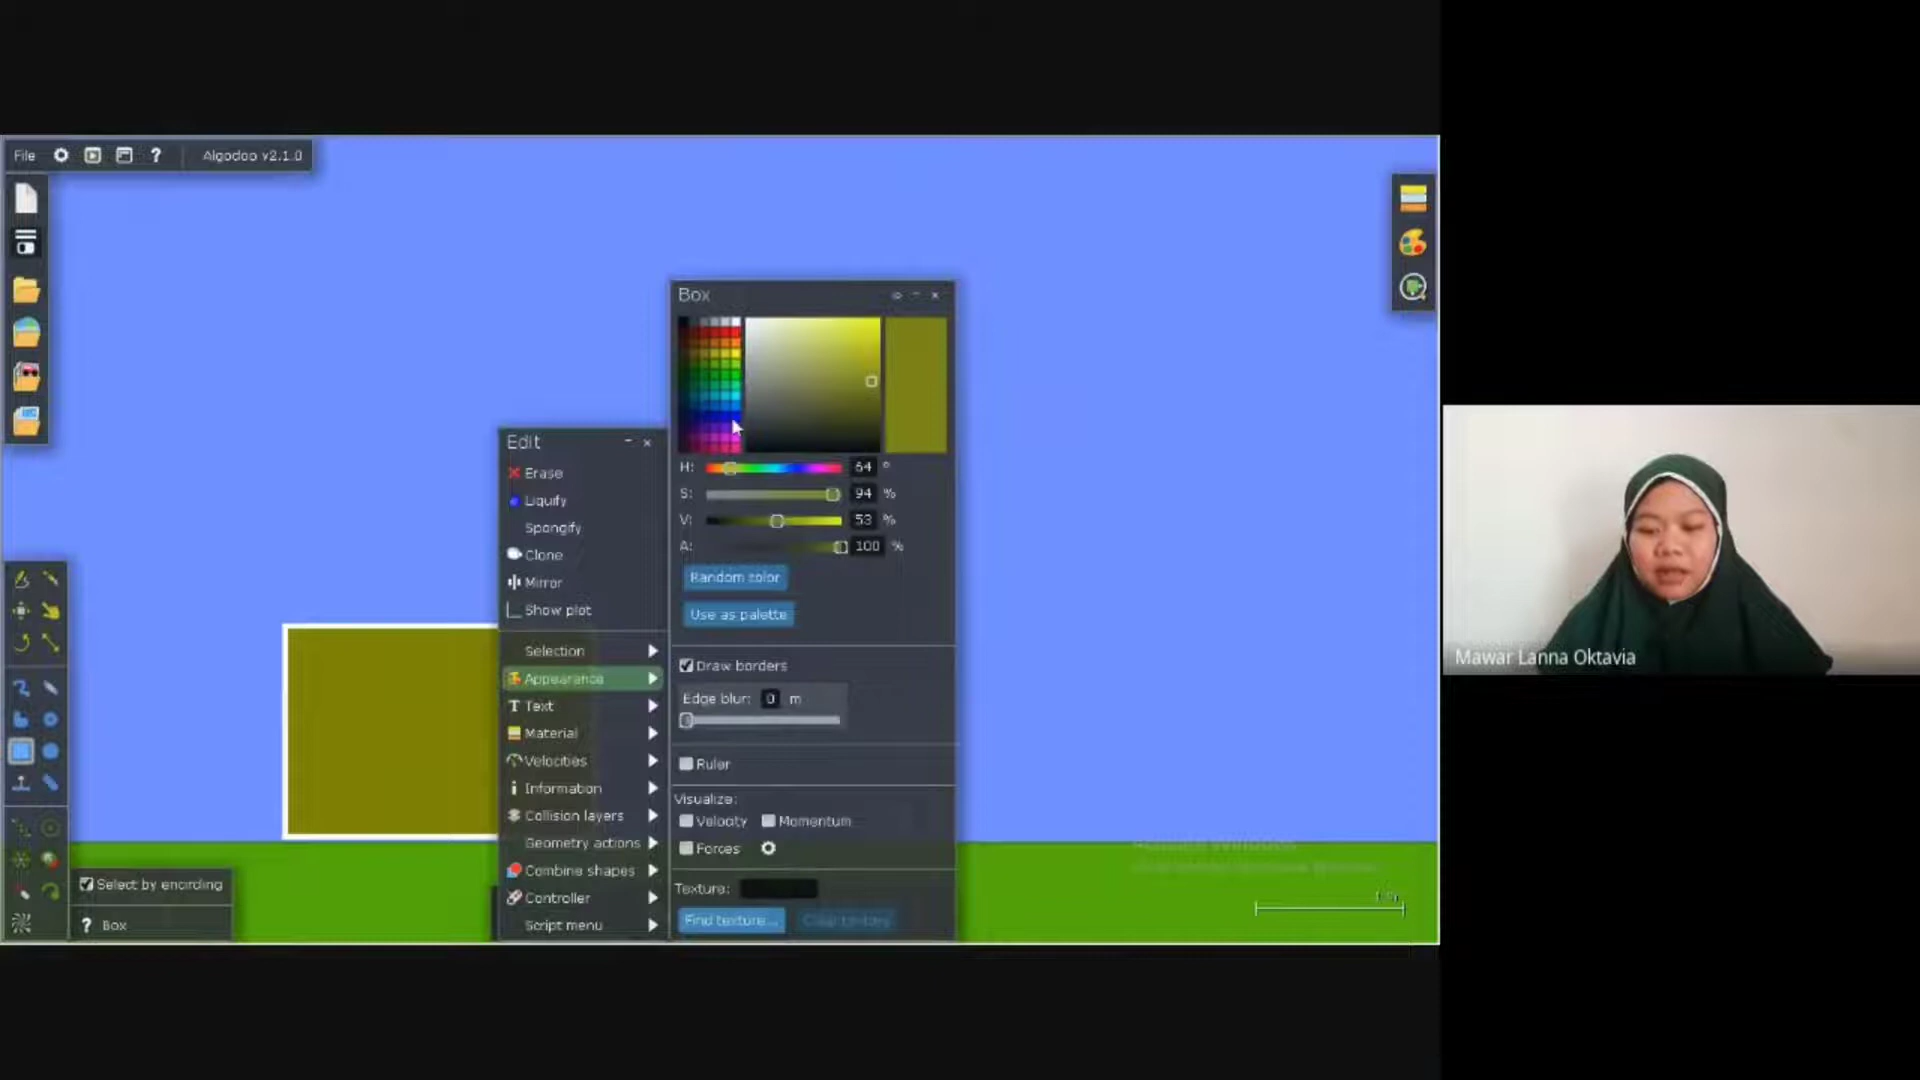 File ? Algodoo v2.1.0
Box
Edit
Erase
Liquify
Spongify
Clone
Mirror
Show plot
Selection
Appearance
Text
Material
Velocities
Information
Collision layers
Geometry actions
Combine shapes
Controller
Script menu
H: 64 °
S: 94 %
V: 53 %
A: 100 %
Random color
Use as palette
Draw borders
Edge blur: 0 m
Ruler
Visualize:
Velocity Momentum
Forces
Texture:
Find texture... Clear texture
Select by encircling
? Box
Mawar Lanna Oktavia